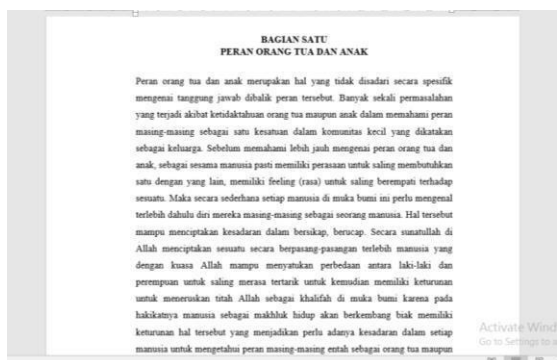 BAGIAN SATU
PERAN ORANG TUA DAN ANAK
Peran orang tua dan anak merupakan hal yang tidak disadari secara spesifik
mengenai tanggung jawab dibalik peran tersebut. Banyak sekali permasalahan
yang terjadi akibat ketidaktahuan orang tua maupun anak dalam memahami peran
masing-masing sebagai satu kesatuan dalam komunitas kecil yang dikatakan
sebagai keluarga. Sebelum memahami lebih jauh mengenai peran orang tua dan
anak, sebagai sesama manusia pasti memiliki perasaan untuk saling membutuhkan
satu dengan yang lain, memiliki feeling (rasa) untuk saling berempati terhadap
sesuatu. Maka secara sederhana setiap manusia di muka bumi ini perlu mengenal
terlebih dahulu diri mereka masing-masing sebagai seorang manusia. Hal tersebut
mampu menciptakan kesadaran dalam bersikap, berucap. Secara sunatullah di
Allah menciptakan sesuatu secara berpasang-pasangan terlebih manusia yang
dengan kuasa Allah mampu menyatukan perbedaan antara laki-laki dan
perempuan untuk saling merasa tertarik untuk kemudian memiliki keturunan
untuk meneruskan titah Allah sebagai khalifah di muka bumi karena pada
hakikatnya manusia sebagai makhluk hidup akan berkembang biak memiliki
keturunan hal tersebut yang menjadikan perlu adanya kesadaran dalam setiap
manusia untuk mengetahui peran masing-masing entah sebagai orang tua maupun
Activate Wind
Go to Settings to